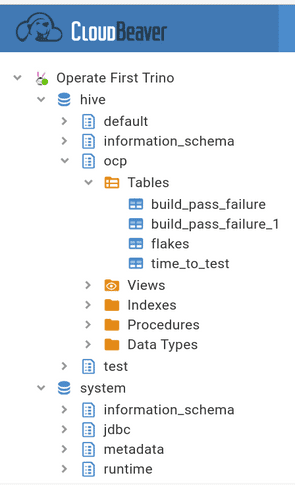 CLOUDBEAVER
Operate First Trino
hive
default
information_schema
ocp
Tables
build_pass_failure
build_pass_failure_1
flakes
time_to_test
Views
Indexes
Procedures
Data Types
test
system
information_schema
jdbc
metadata
runtime